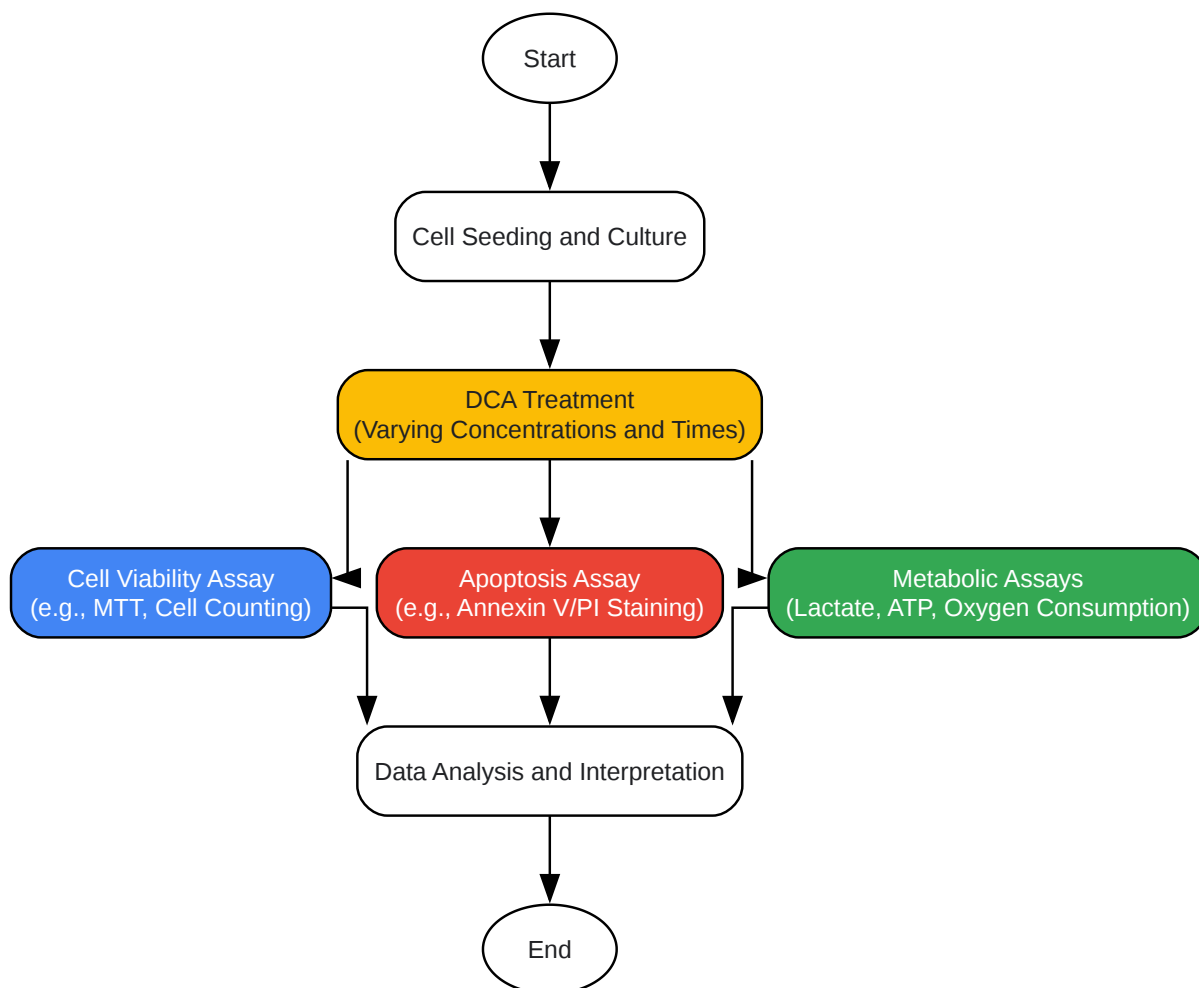 Start
Cell Seeding and Culture
DCA Treatment
(Varying Concentrations and Times)
Cell Viability Assay
(e.g., MTT, Cell Counting)
Apoptosis Assay
(e.g., Annexin V/PI Staining)
Metabolic Assays
(Lactate, ATP, Oxygen Consumption)
Data Analysis and Interpretation
End